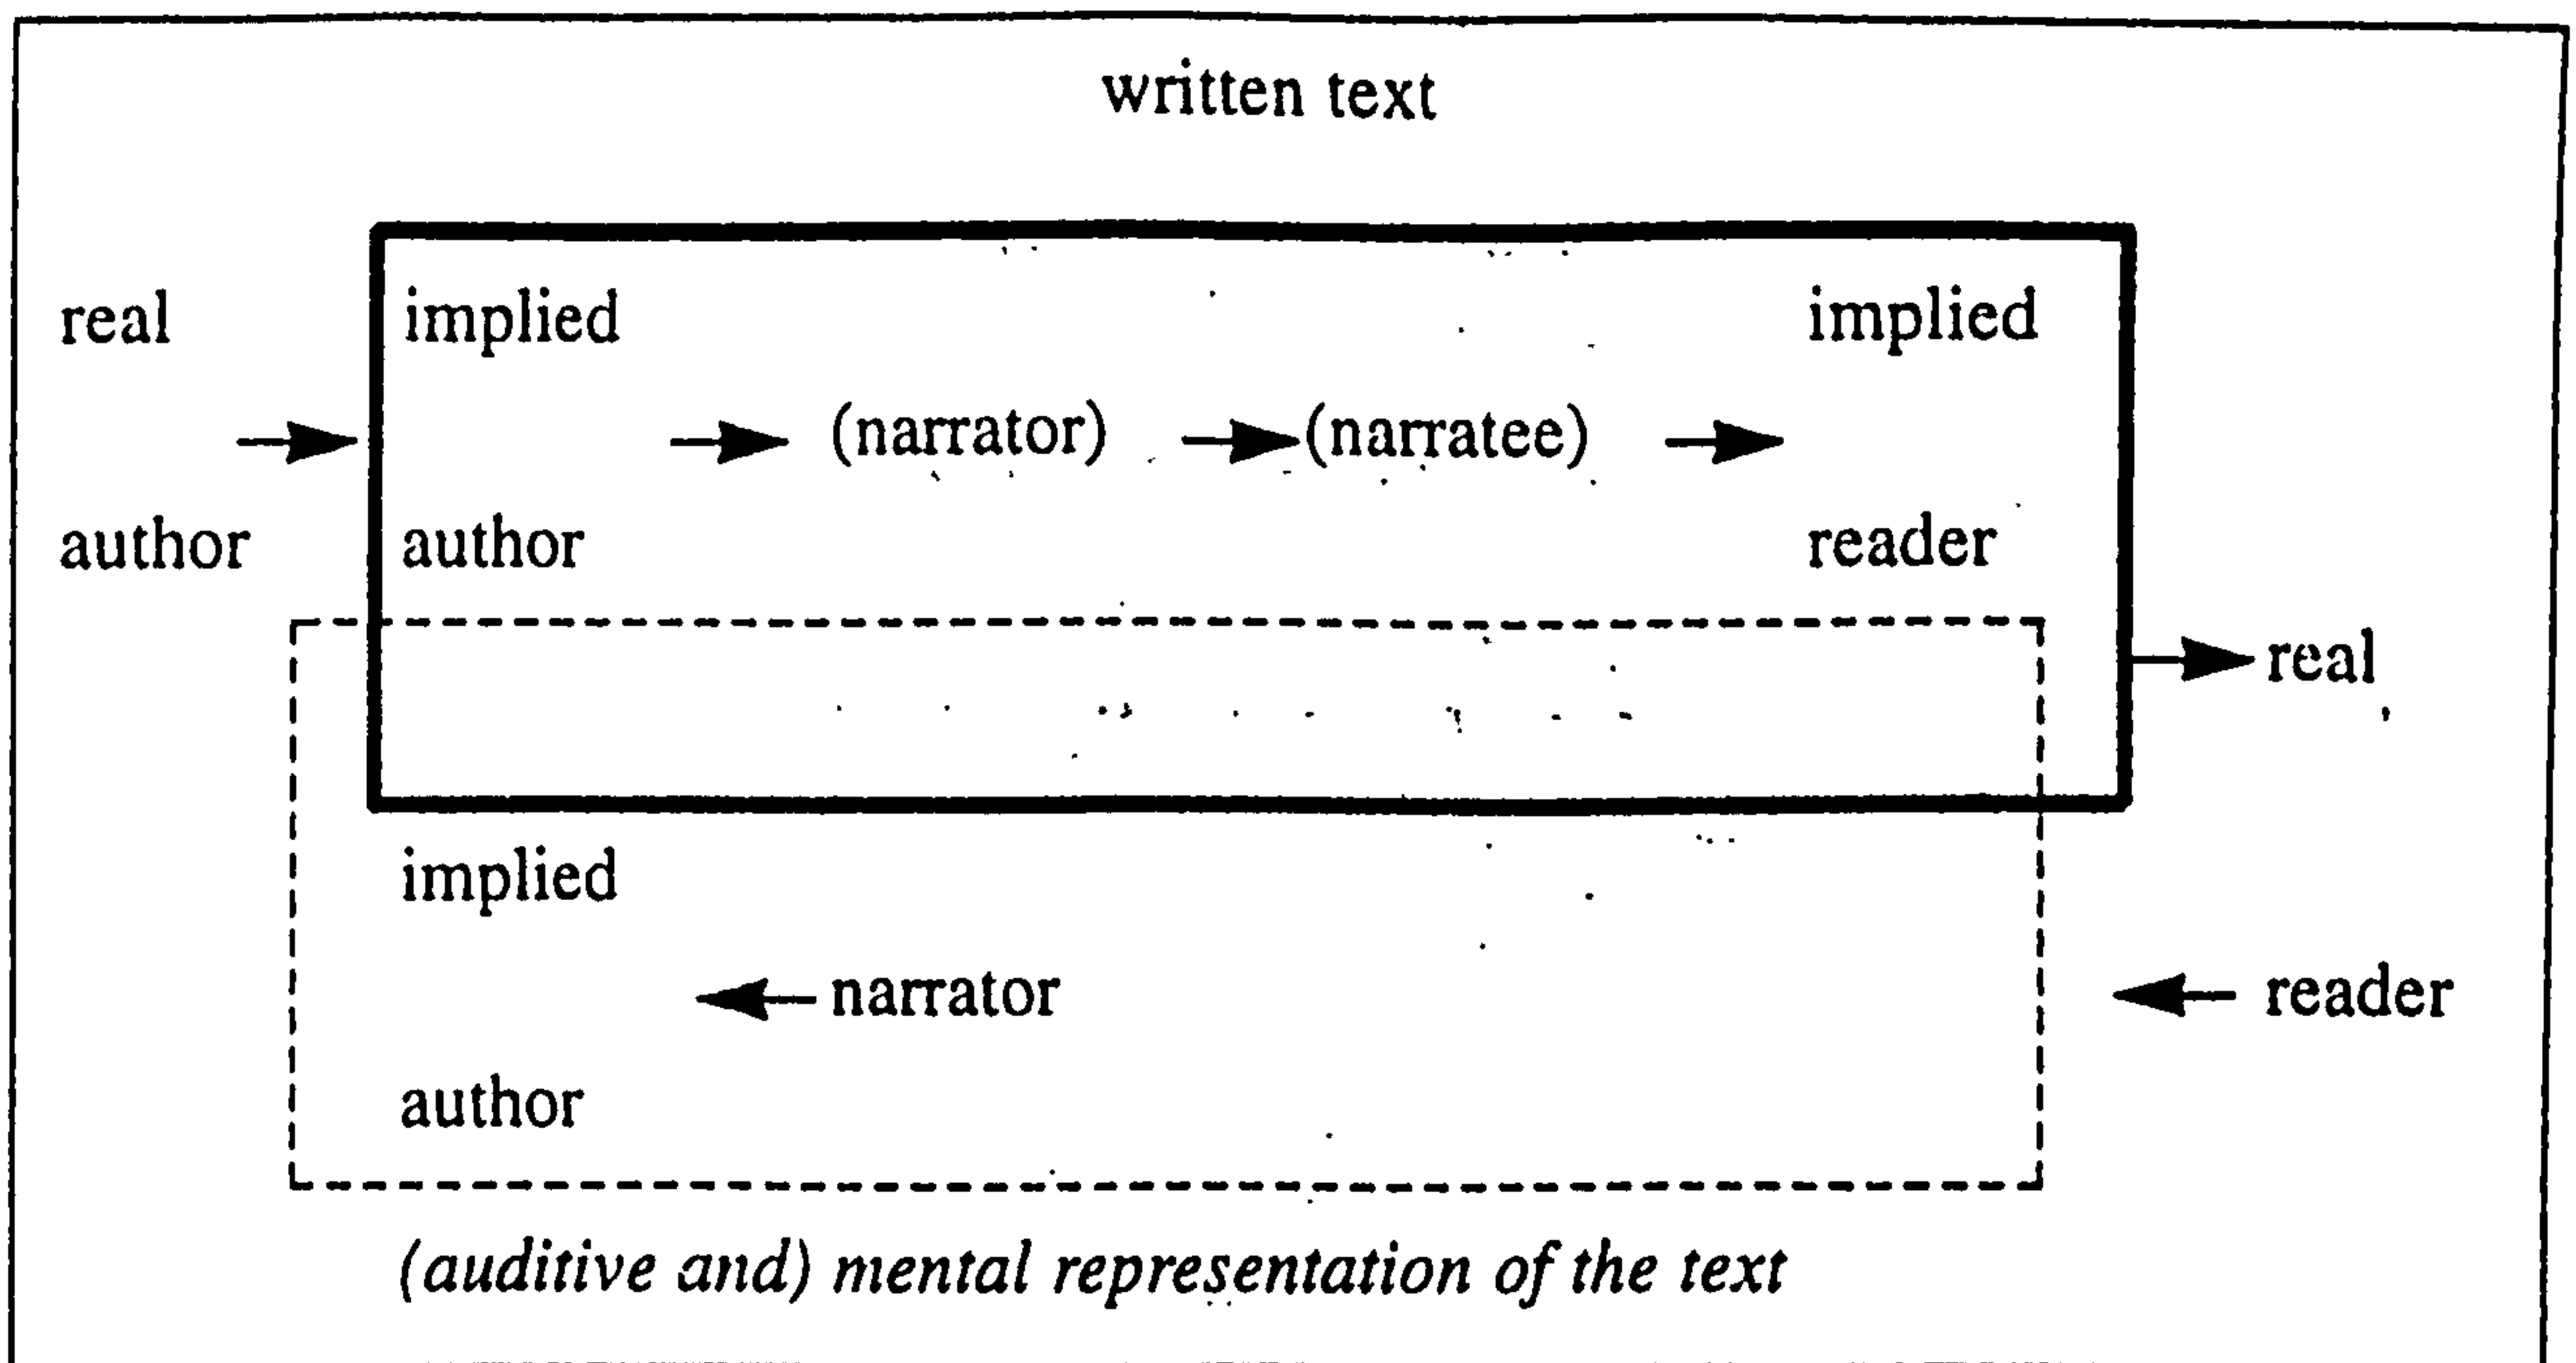 written text
real implied implied
(narrator) (narratee)
author author reader
real
implied
narrator reader
author
(auditive and) mental representation of the text